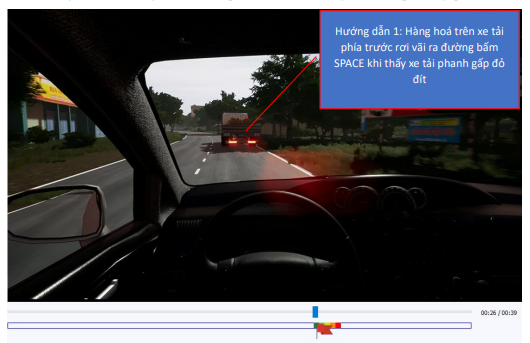 Hướng dẫn 1: Hàng hoá trên xe tải
phía trước rơi vãi ra đường bấm
SPACE khi thấy xe tải phanh gấp đỏ
đít
00:26 / 00:39